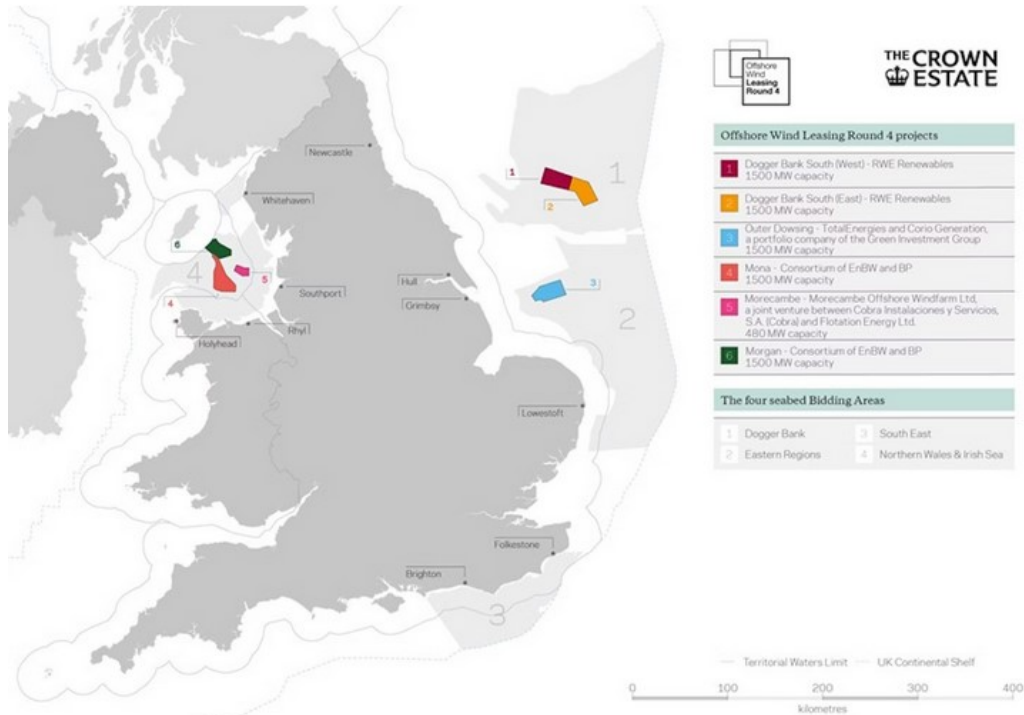 Offshore
Wind
Leasing
Round 4
THE CROWN
ESTATE
Offshore Wind Leasing Round 4 projects
1 Dogger Bank South (West) - RWE Renewables
1500 MW capacity
2 Dogger Bank South (East) - RWE Renewables
1500 MW capacity
3 Outer Dowsing - TotalEnergies and Corio Generation,
a portfolio company of the Green Investment Group
1500 MW capacity
4 Mona - Consortium of EnBW and BP
1500 MW capacity
5 Morecambe - Morecambe Offshore Windfarm Ltd,
a joint venture between Cobra Instalaciones y Servicios,
S.A. (Cobra) and Flotation Energy Ltd.
480 MW capacity
6 Morgan - Consortium of EnBW and BP
1500 MW capacity
The four seabed Bidding Areas
1 Dogger Bank
3 South East
2 Eastern Regions
4 Northern Wales & Irish Sea
Newcastle
1
1
2
Whitehaven
6
4
5
Hull
3
Southport
Grimsby
2
4
Rhyl
Holyhead
Lowestoft
Folkestone
Brighton
3
Territorial Waters Limit
UK Continental Shelf
0 100 200 300 400
kilometres